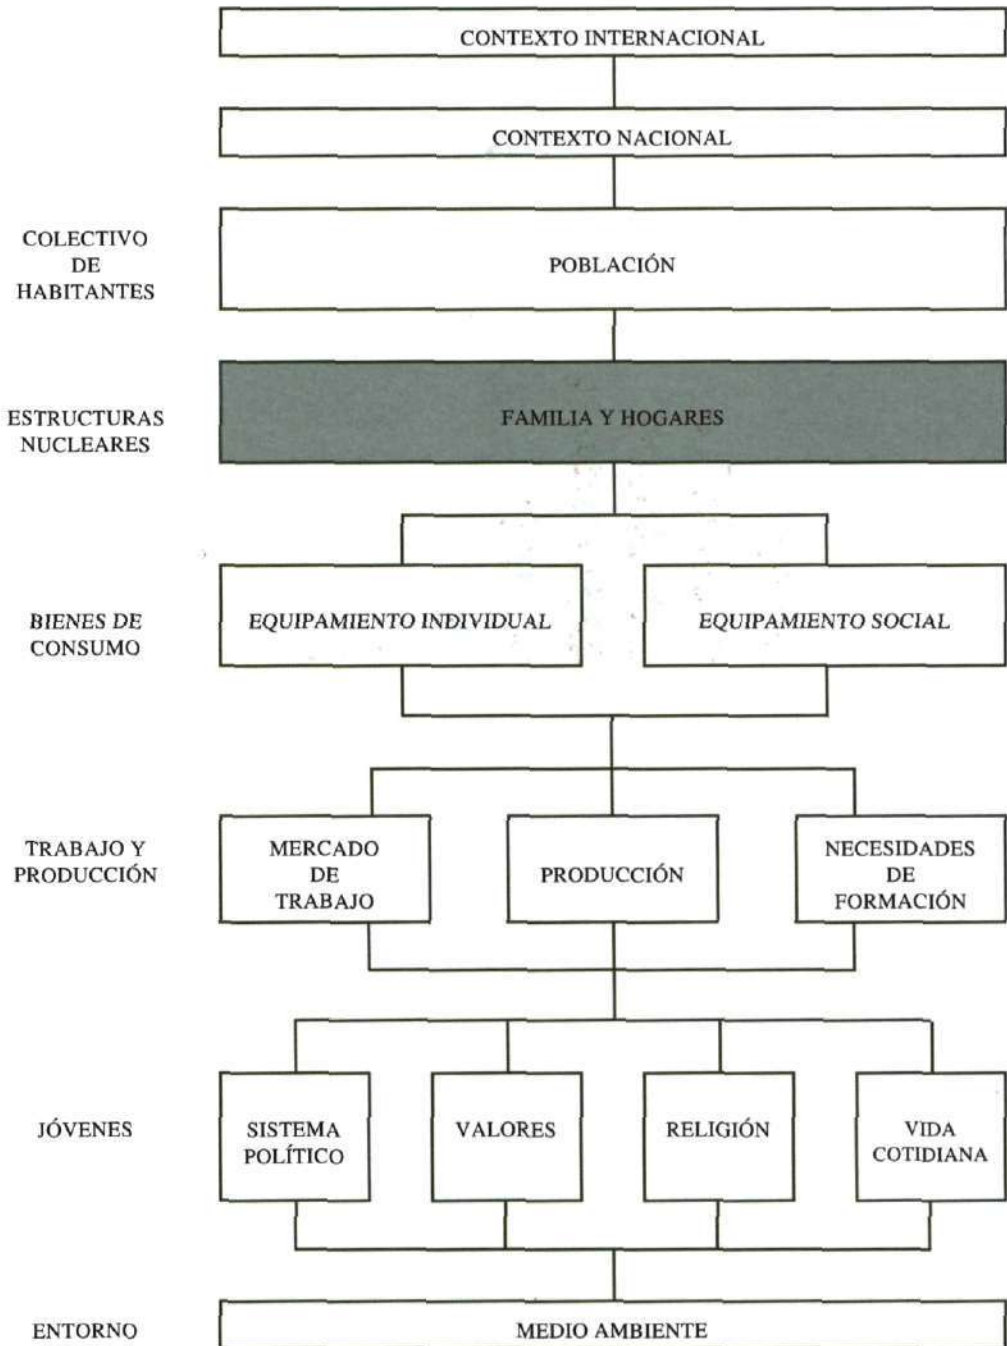 CONTEXTO INTERNACIONAL
CONTEXTO NACIONAL
COLECTIVO
DE
HABITANTES
POBLACIÓN
ESTRUCTURAS
NUCLEARES
FAMILIA Y HOGARES
BIENES DE
CONSUMO
EQUIPAMIENTO INDIVIDUAL
EQUIPAMIENTO SOCIAL
TRABAJO Y
PRODUCCIÓN
MERCADO
DE
TRABAJO
PRODUCCIÓN
NECESIDADES
DE
FORMACIÓN
JÓVENES
SISTEMA
POLÍTICO
VALORES
RELIGIÓN
VIDA
COTIDIANA
ENTORNO
MEDIO AMBIENTE